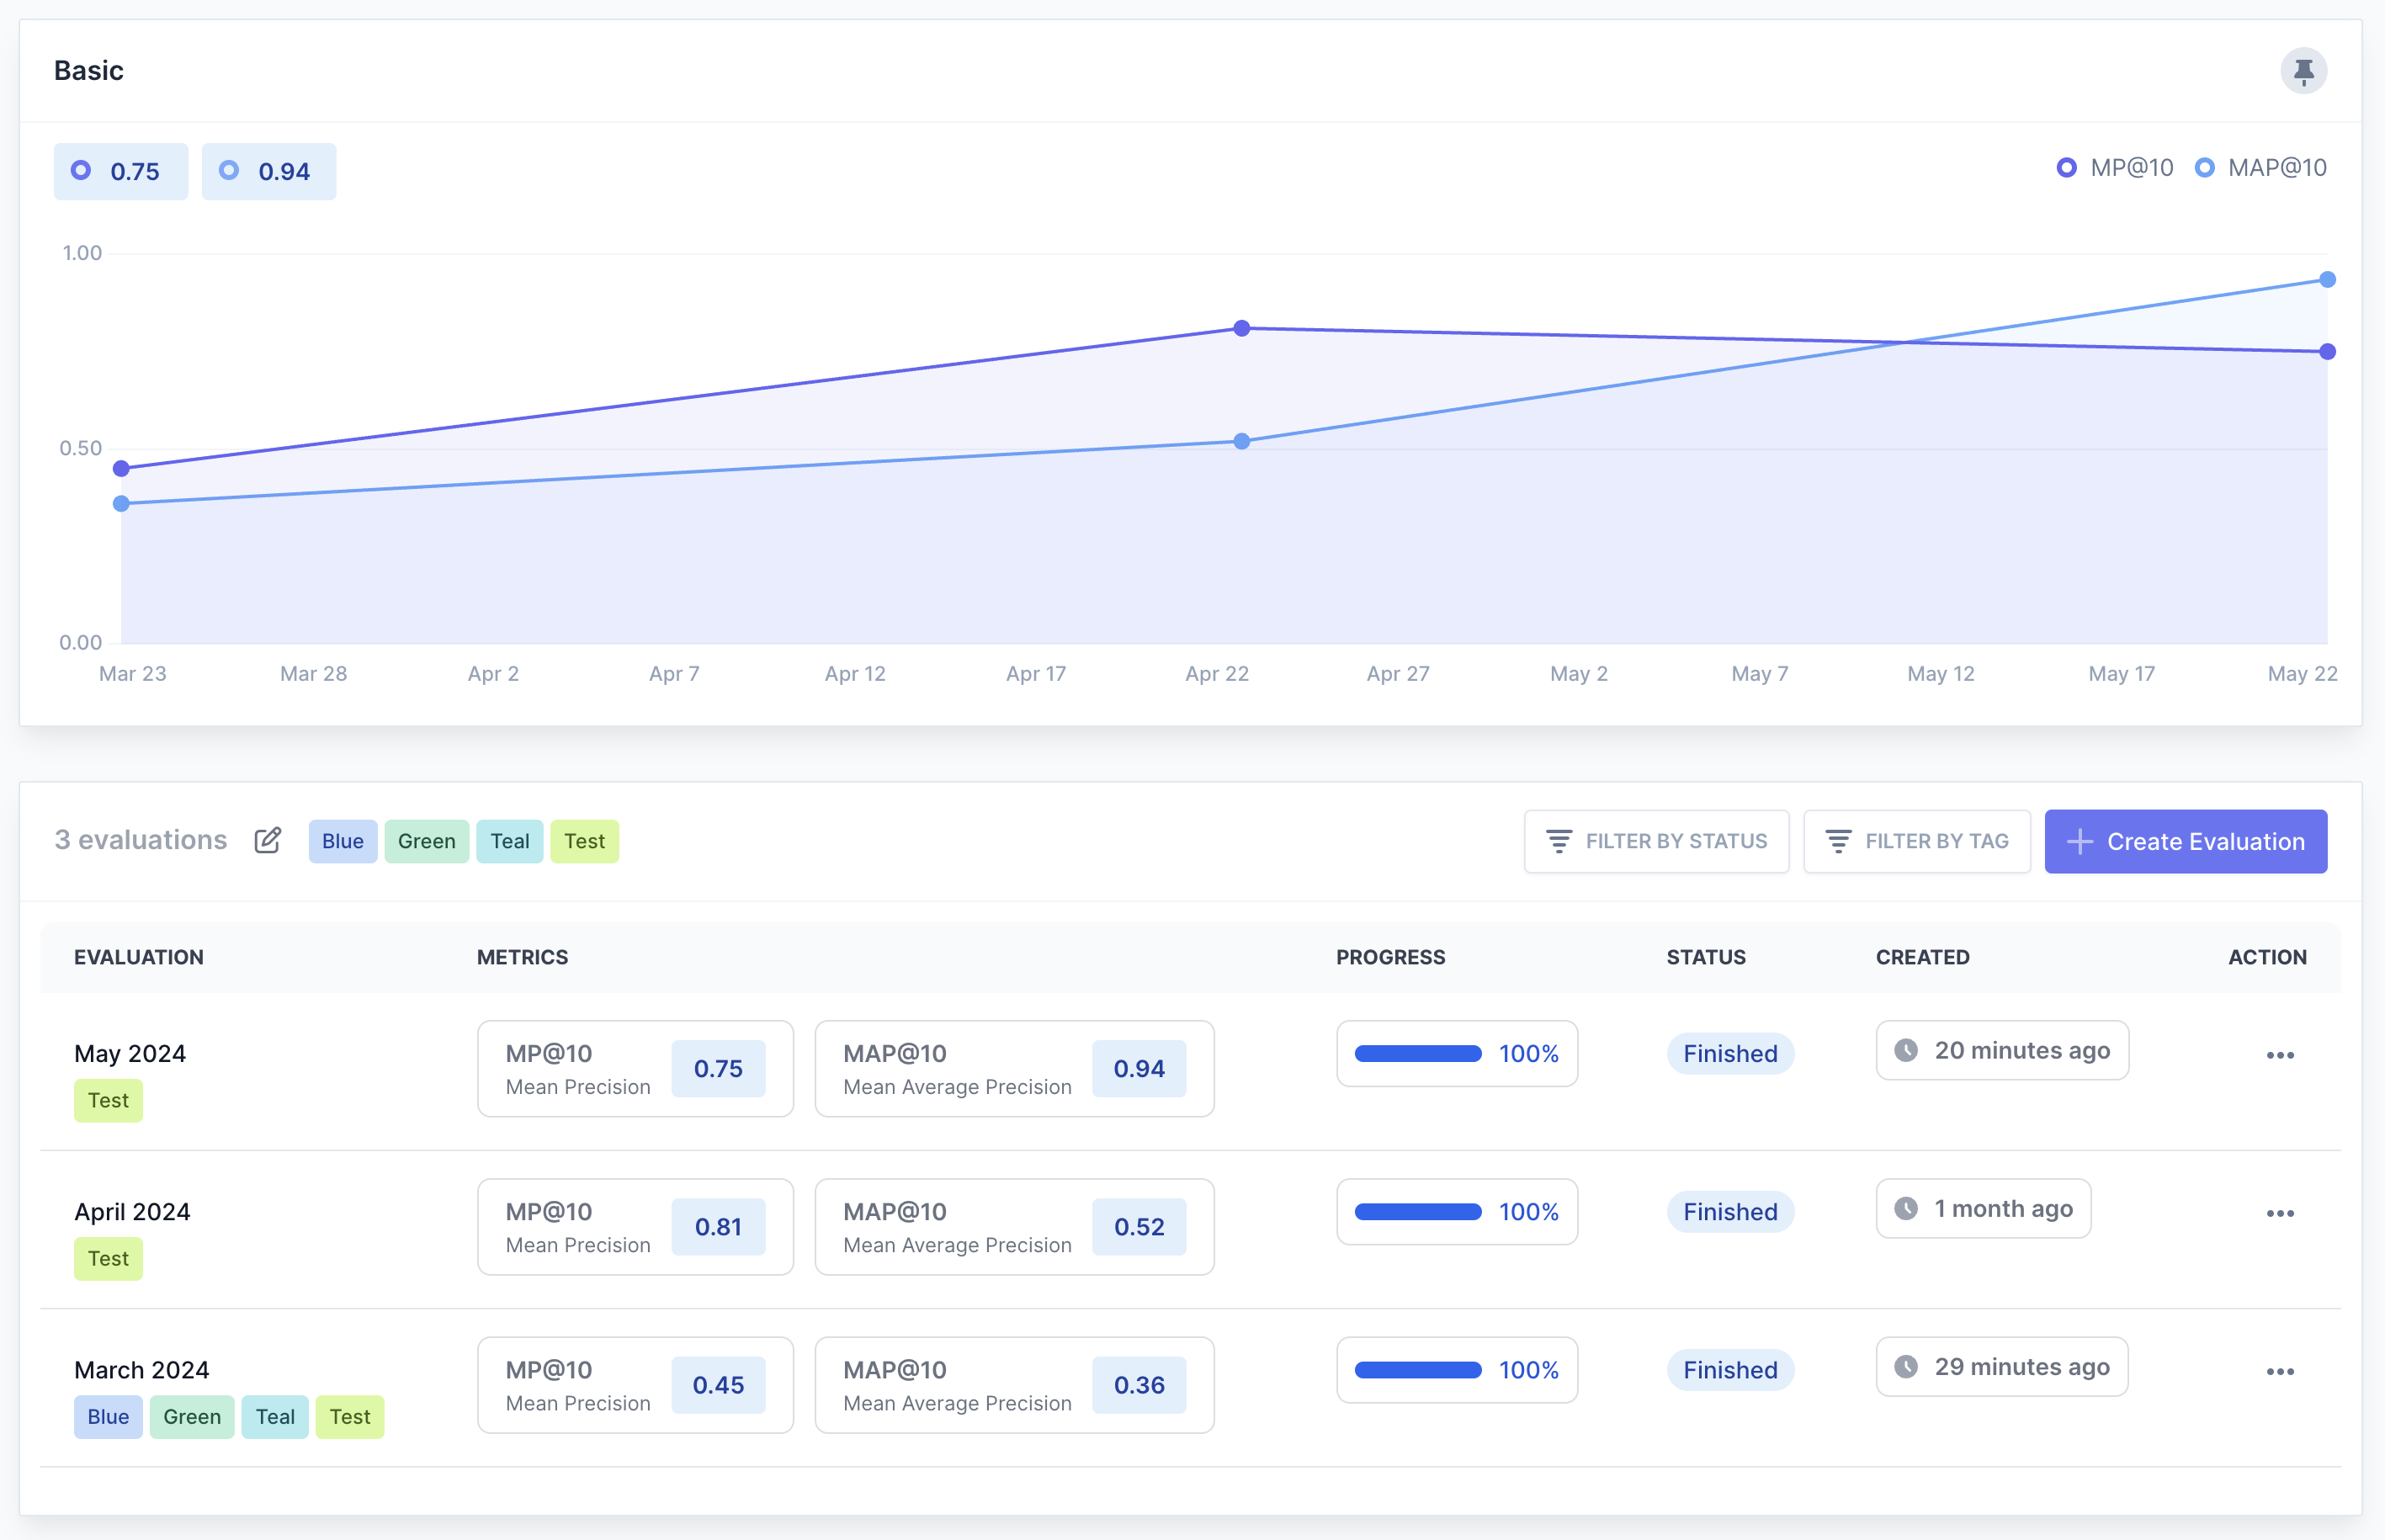 Basic
0.75 0.94
MP@10 MAP@10
1.00
0.50
0.00
Mar 23 Mar 28 Apr 2 Apr 7 Apr 12 Apr 17 Apr 22 Apr 27 May 2 May 7 May 12 May 17 May 22
3 evaluations Blue Green Teal Test FILTER BY STATUS FILTER BY TAG Create Evaluation
EVALUATION METRICS PROGRESS STATUS CREATED ACTION
May 2024
Test
MP@10
Mean Precision
0.75
MAP@10
Mean Average Precision
0.94
100%
Finished
20 minutes ago
April 2024
Test
MP@10
Mean Precision
0.81
MAP@10
Mean Average Precision
0.52
100%
Finished
1 month ago
March 2024
Blue Green Teal Test
MP@10
Mean Precision
0.45
MAP@10
Mean Average Precision
0.36
100%
Finished
29 minutes ago